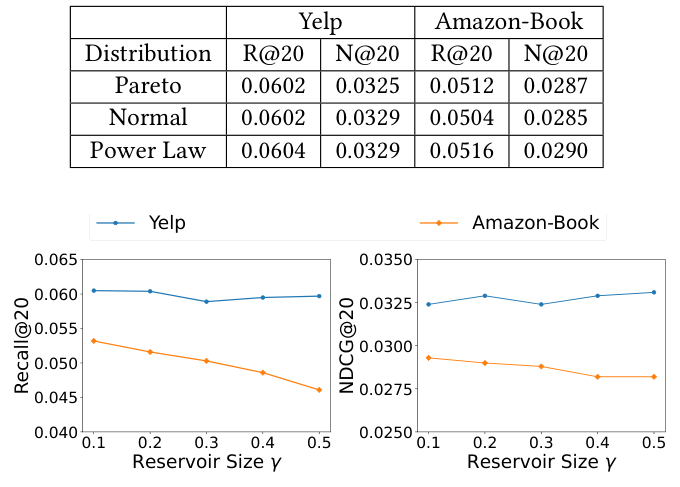 Yelp Amazon-Book
Distribution R@20 N@20 R@20 N@20
Pareto 0.0602 0.0325 0.0512 0.0287
Normal 0.0602 0.0329 0.0504 0.0285
Power Law 0.0604 0.0329 0.0516 0.0290
Yelp Amazon-Book
Recall@20
0.065
0.060
0.055
0.050
0.045
0.040
0.1 0.2 0.3 0.4 0.5
Reservoir Size γ
NDCG@20
0.0350
0.0325
0.0300
0.0275
0.0250
0.1 0.2 0.3 0.4 0.5
Reservoir Size γ